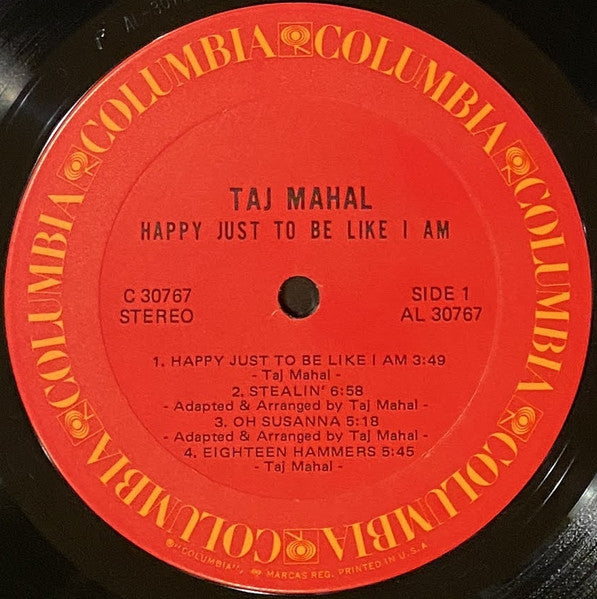 COLUMBIA COLUMBIA COLUMBIA COLUMBIA COLUMBIA COLUMBIA
TAJ MAHAL
HAPPY JUST TO BE LIKE I AM
C 30767
STEREO
SIDE 1
AL 30767
1. HAPPY JUST TO BE LIKE I AM 3:49
- Taj Mahal -
2. STEALIN' 6:58
- Adapted & Arranged by Taj Mahal -
3. OH SUSANNA 5:18
- Adapted & Arranged by Taj Mahal -
4. EIGHTEEN HAMMERS 5:45
- Taj Mahal -
®"COLUMBIA", MARCAS REG. PRINTED IN U.S.A.